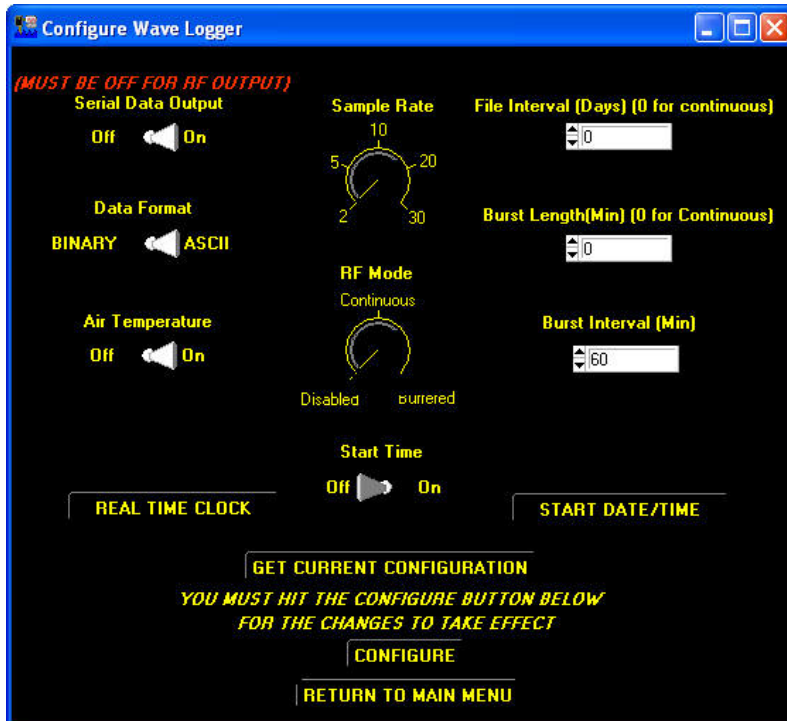 Configure Wave Logger
(MUST BE OFF FOR RF OUTPUT)
Serial Data Output
Off On
Data Format
BINARY ASCII
Air Temperature
Off On
Sample Rate
10
5 20
2 30
RF Mode
Continuous
Disabled Burrered
Start Time
Off On
File Interval (Days) (0 for continuous)
0
Burst Length(Min) (0 for Continuous)
0
Burst Interval (Min)
60
REAL TIME CLOCK
START DATE/TIME
GET CURRENT CONFIGURATION
YOU MUST HIT THE CONFIGURE BUTTON BELOW
FOR THE CHANGES TO TAKE EFFECT
CONFIGURE
RETURN TO MAIN MENU